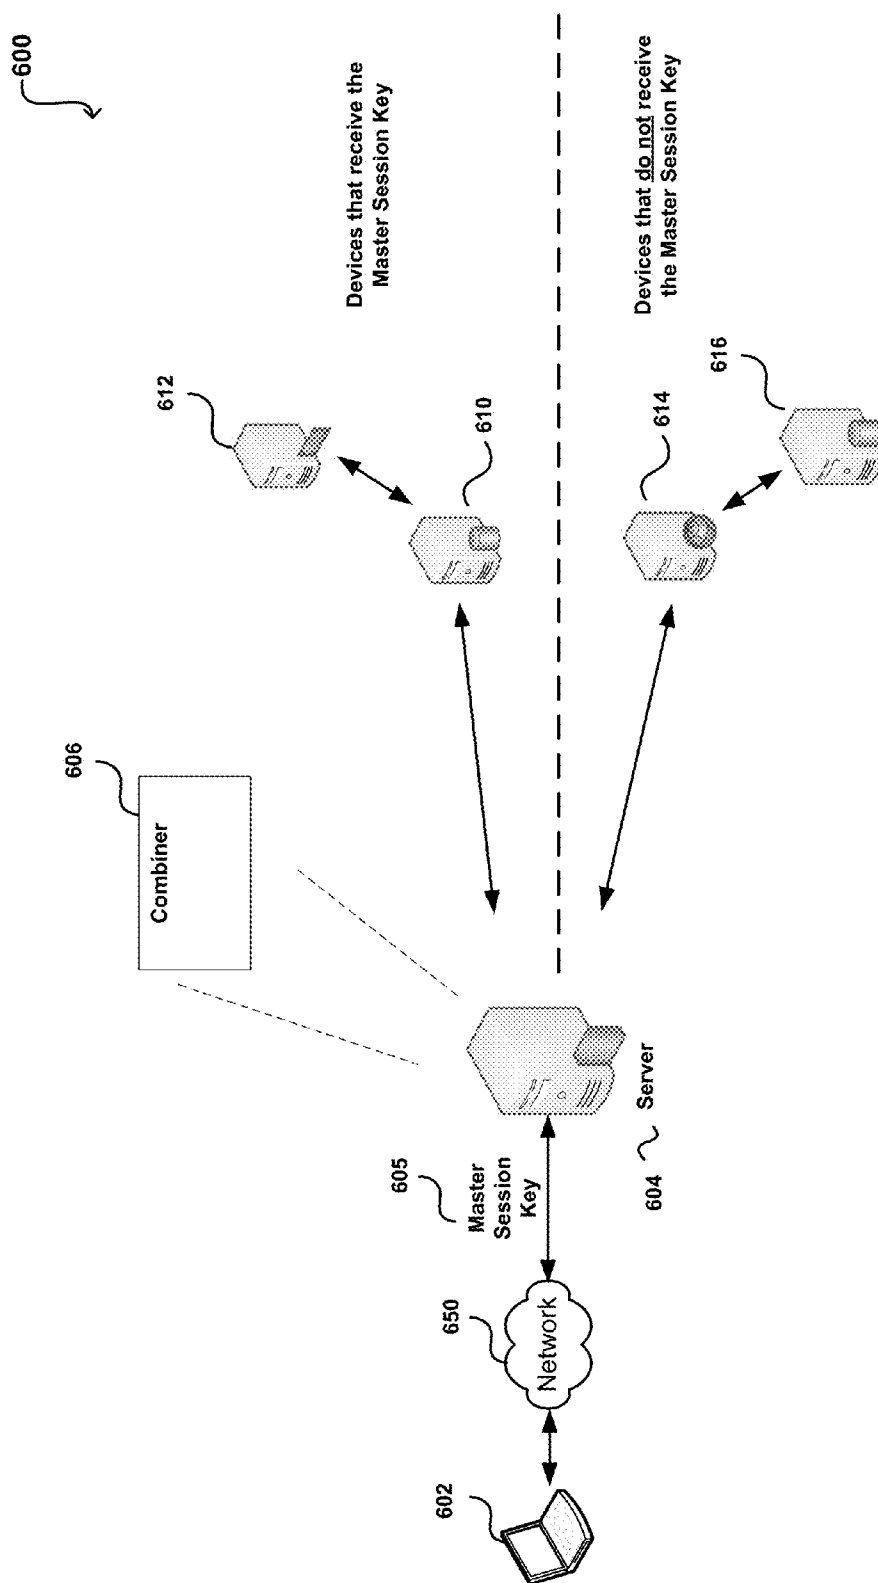 600
Devices that receive the
Master Session Key
612
610
606
Combiner
Devices that do not receive
the Master Session Key
616
614
605
Master
Session
Key
Server
604
650
Network
602